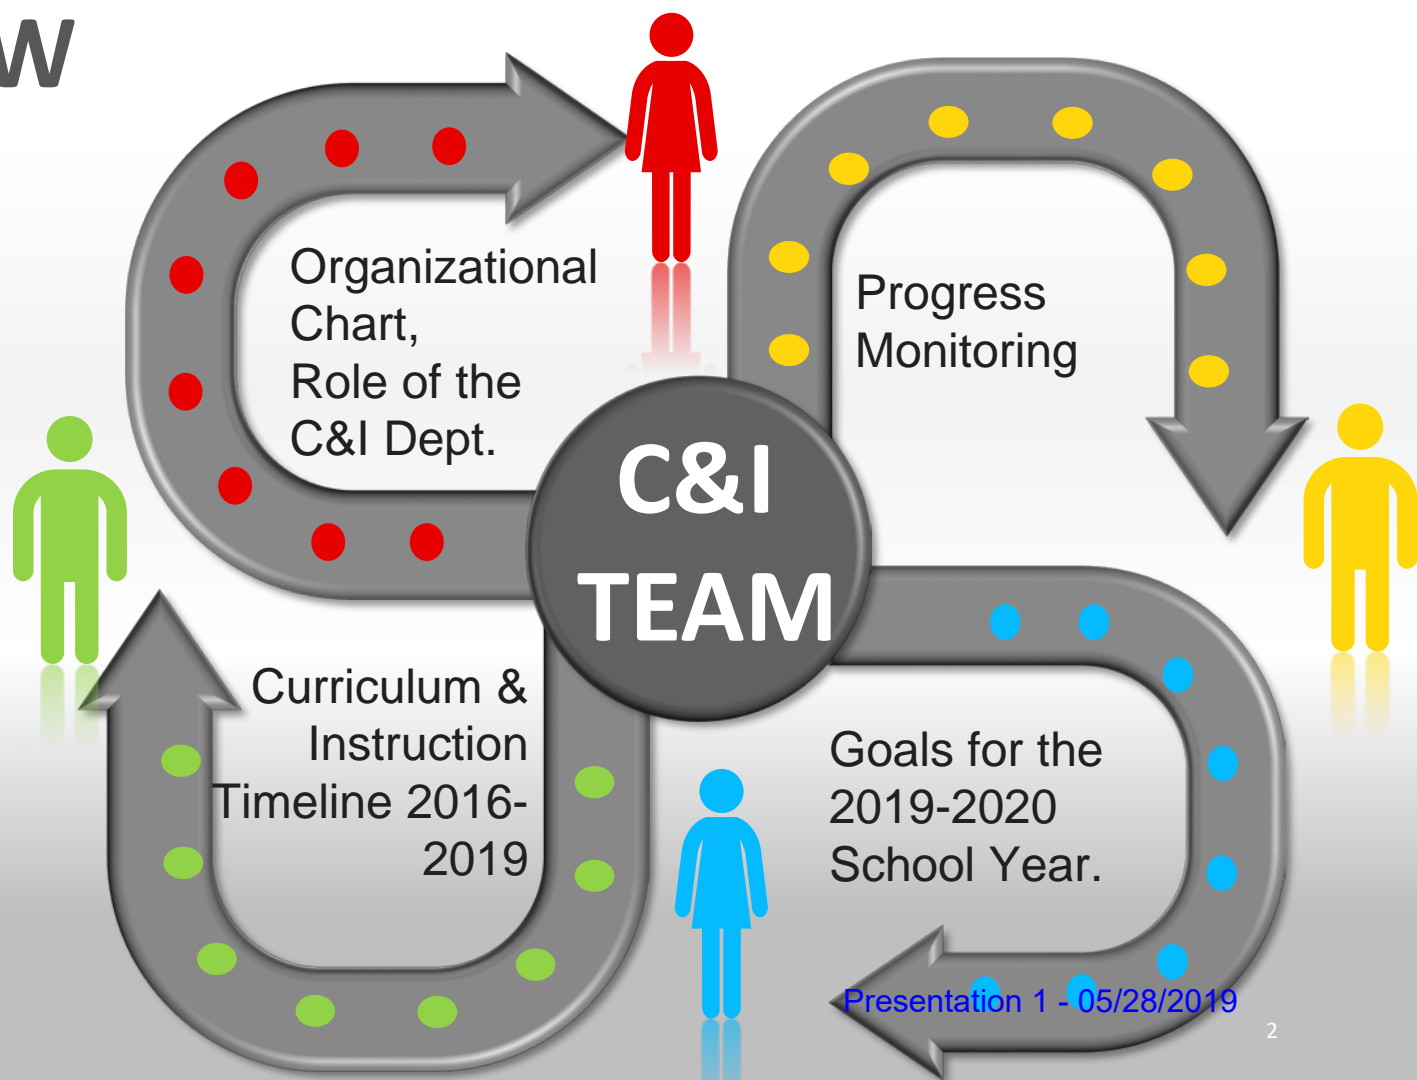 W
Organizational
Chart,
Role of the
C&I Dept.
Progress
Monitoring
C&I
TEAM
Curriculum &
Instruction
Timeline 2016-
2019
Goals for the
2019-2020
School Year.
Presentation 1 - 05/28/2019
2